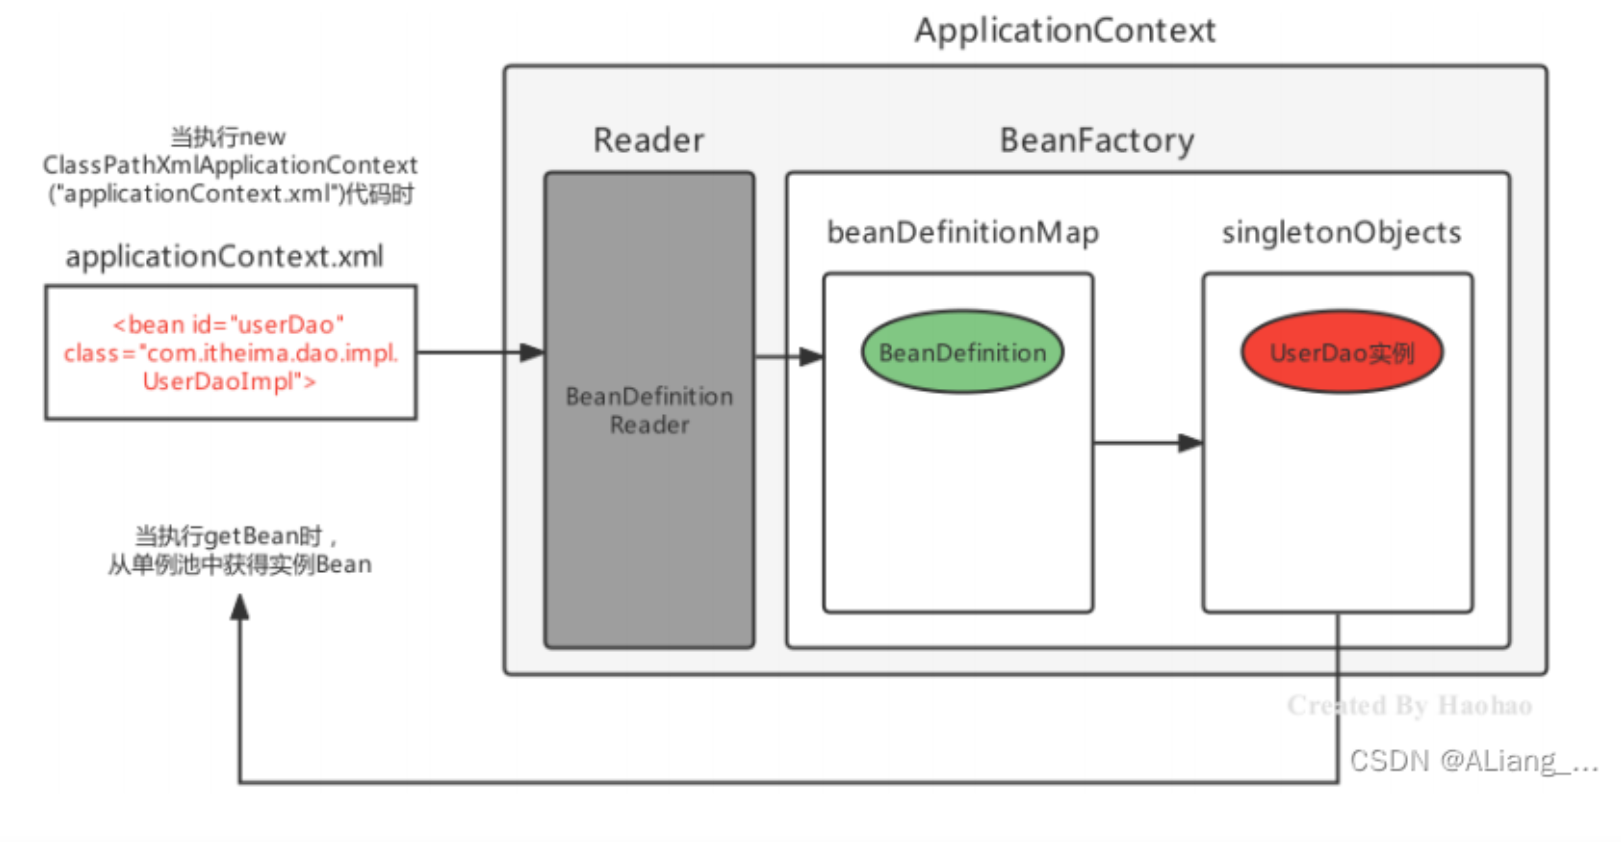 ApplicationContext
当执行new
ClassPathXmlApplicationContext
("applicationContext.xml")代码时
applicationContext.xml
<bean id="userDao"
class="com.itheima.dao.impl.
UserDaoImpl">
Reader
BeanDefinition
Reader
BeanFactory
beanDefinitionMap
BeanDefinition
singletonObjects
UserDao实例
当执行getBean时，
从单例池中获得实例Bean
Created By Haohao
CSDN @ALiang_...